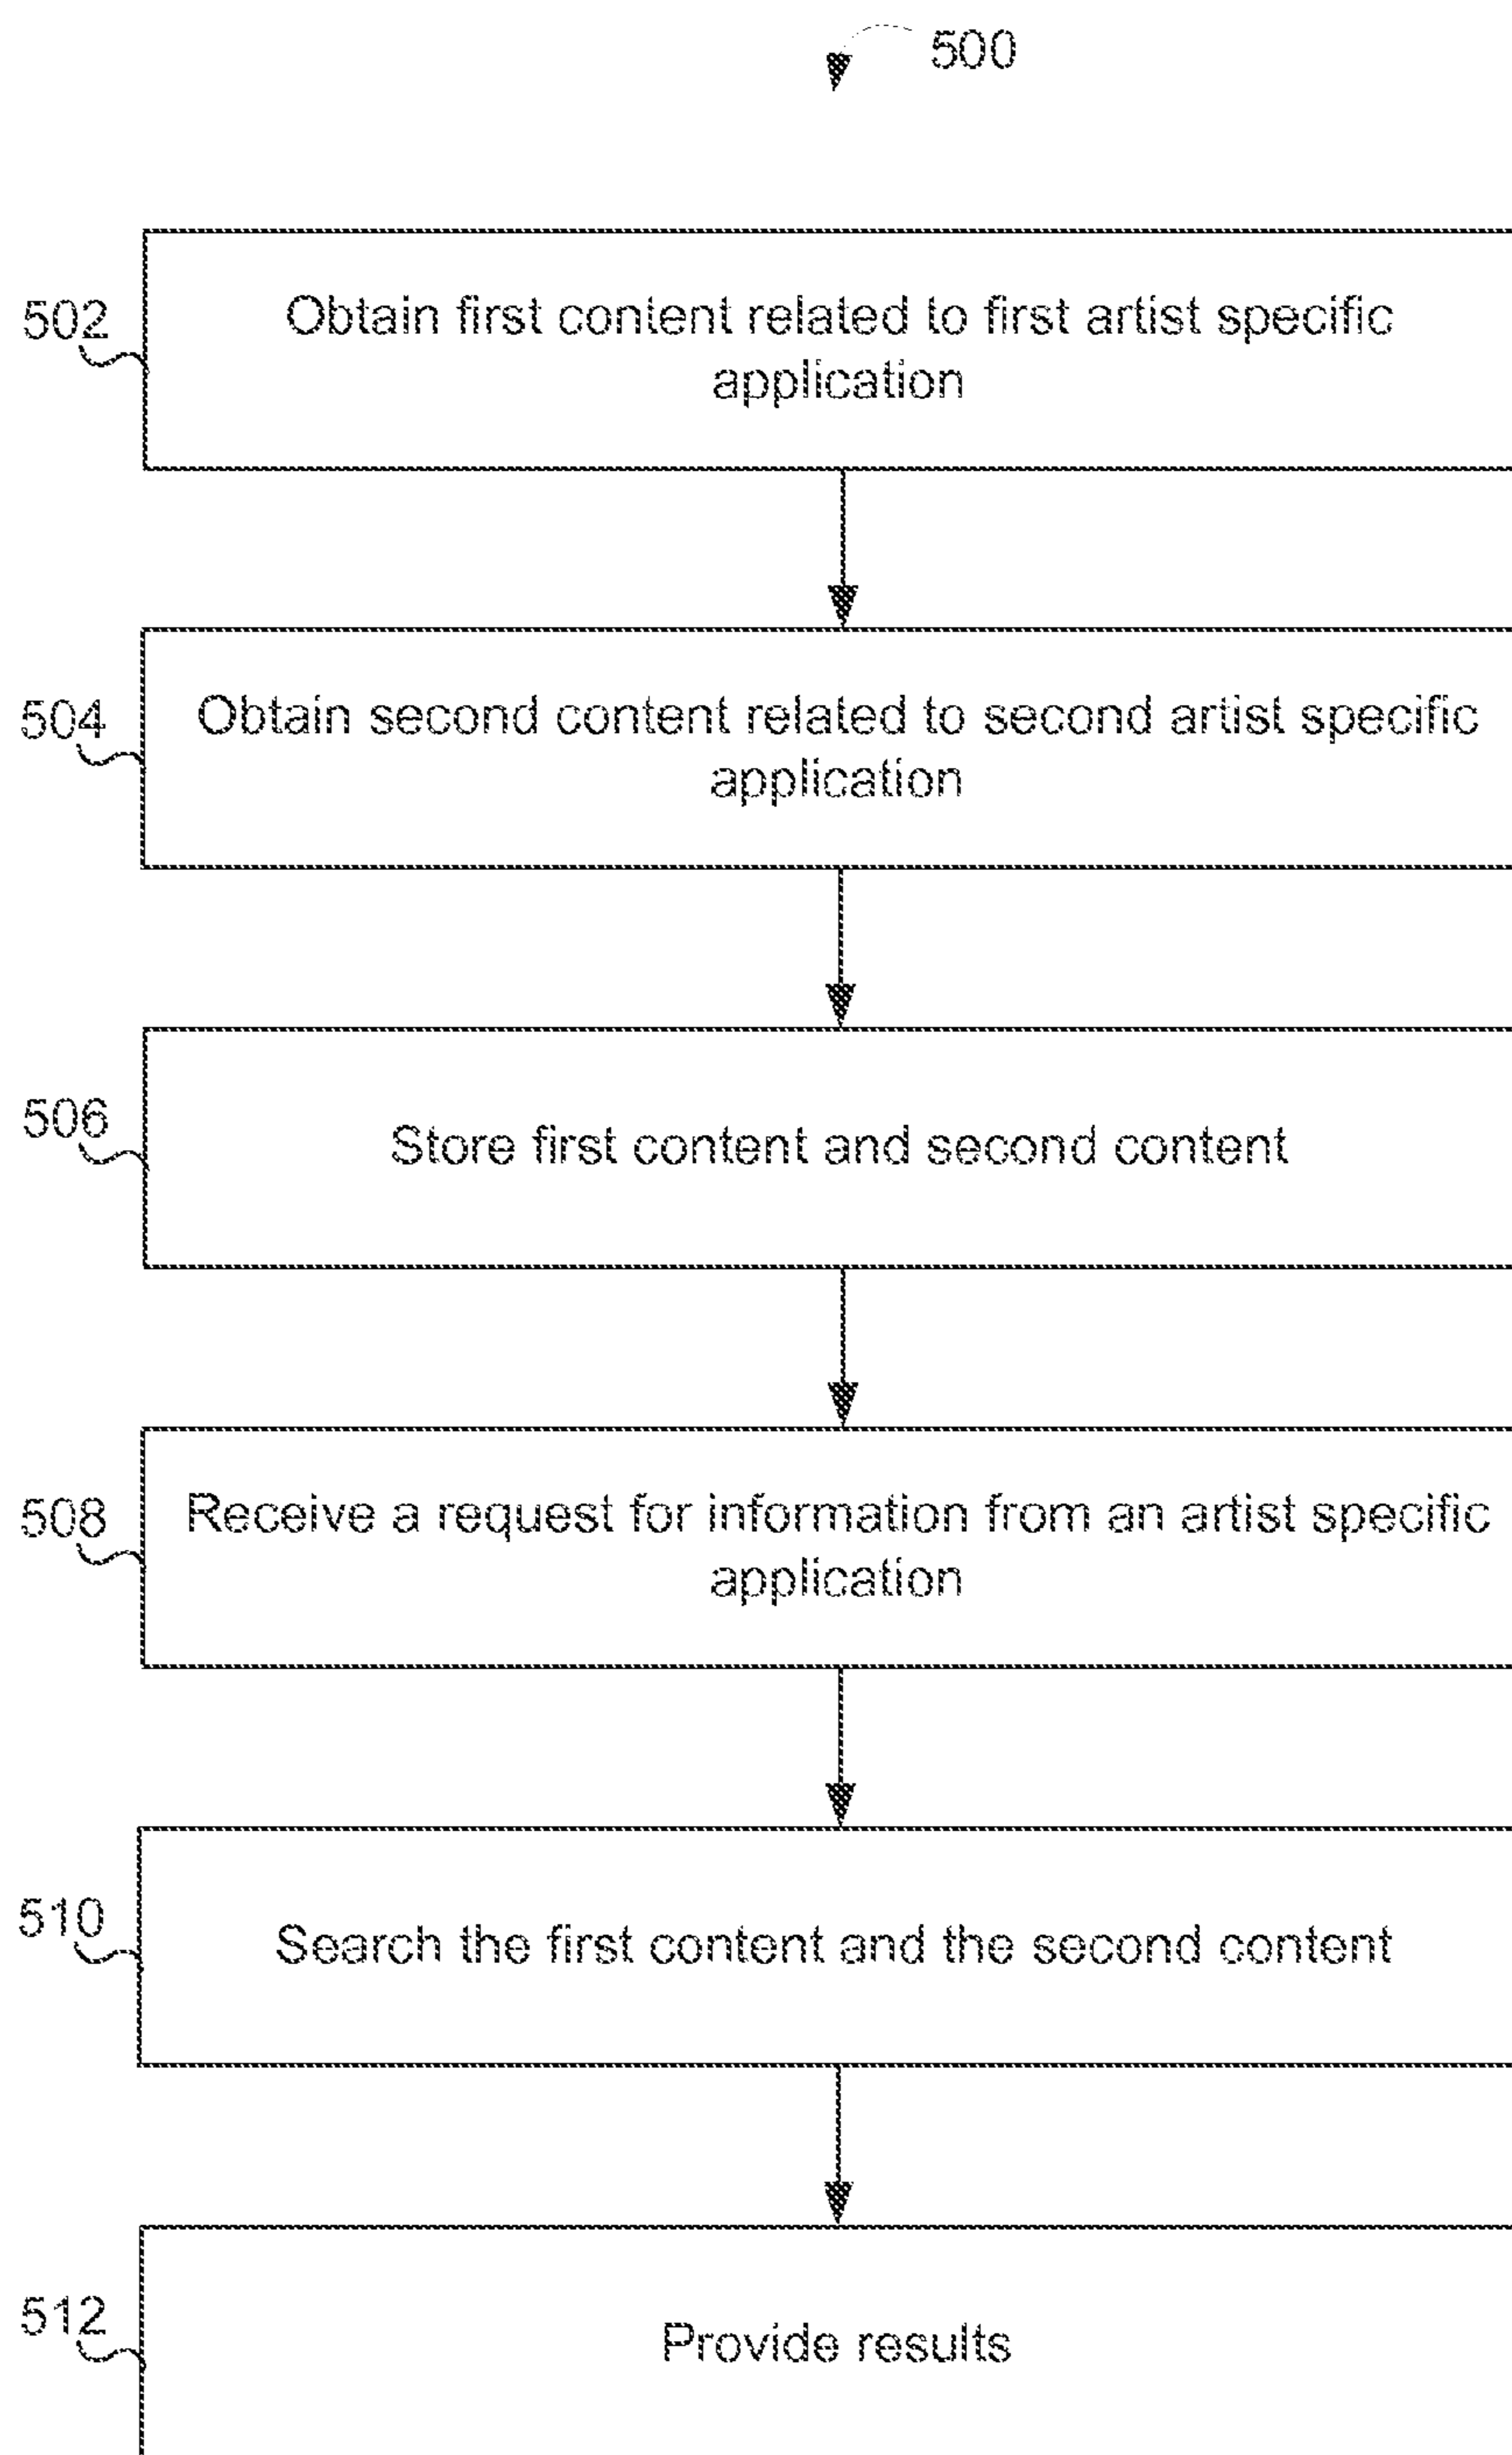 500
502
Obtain first content related to first artist specific
application
504
Obtain second content related to second artist specific
application
506
Store first content and second content
508
Receive a request for information from an artist specific
application
510
Search the first content and the second content
512
Provide results